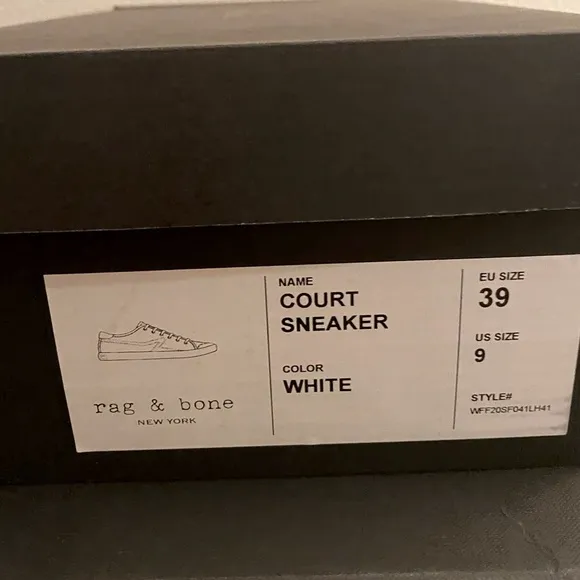 rag & bone
NEW YORK
NAME
COURT
SNEAKER
COLOR
WHITE
EU SIZE
39
US SIZE
9
STYLE#
WFF20SF041LH41